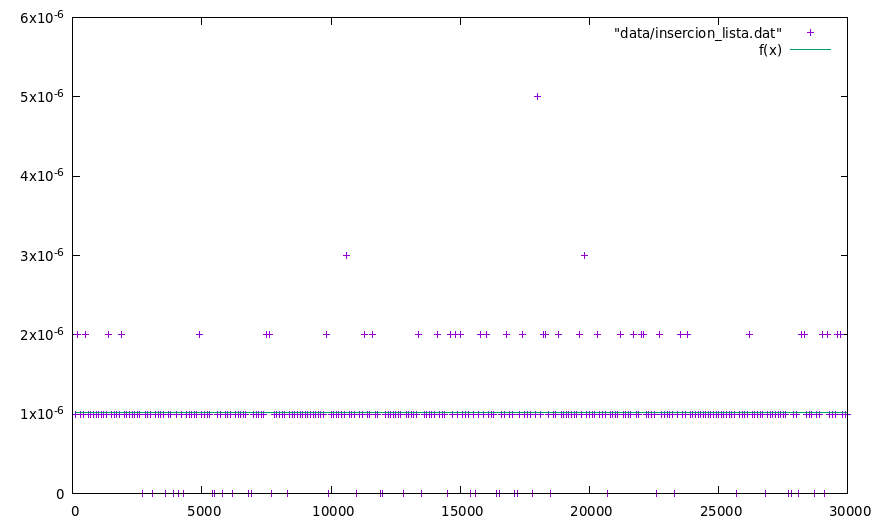 6x10⁻⁶
"data/insercion_lista.dat"
f(x)
5x10⁻⁶
4x10⁻⁶
3x10⁻⁶
2x10⁻⁶
1x10⁻⁶
0
0 5000 10000 15000 20000 25000 30000